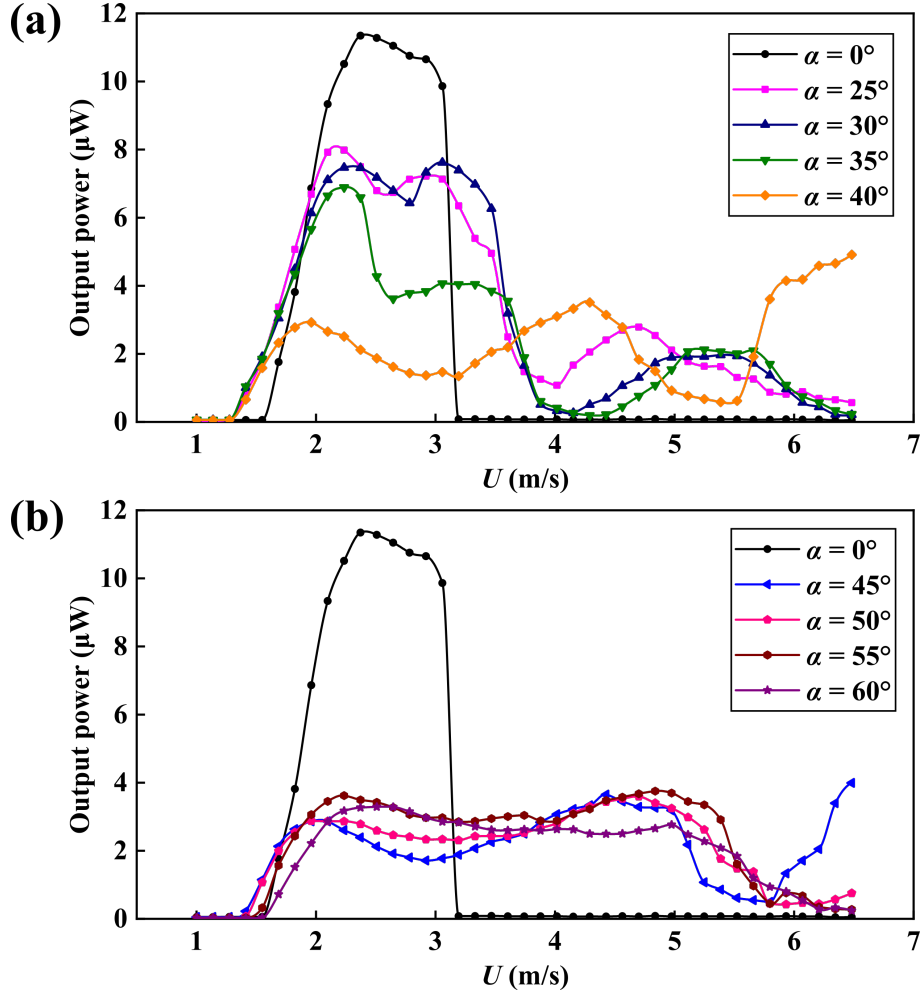 (a)
12
10
8
6
4
2
0
Output power (μW)
α = 0°
α = 25°
α = 30°
α = 35°
α = 40°
1 2 3 4 5 6 7
U (m/s)
(b)
12
10
8
6
4
2
0
Output power (μW)
α = 0°
α = 45°
α = 50°
α = 55°
α = 60°
1 2 3 4 5 6 7
U (m/s)